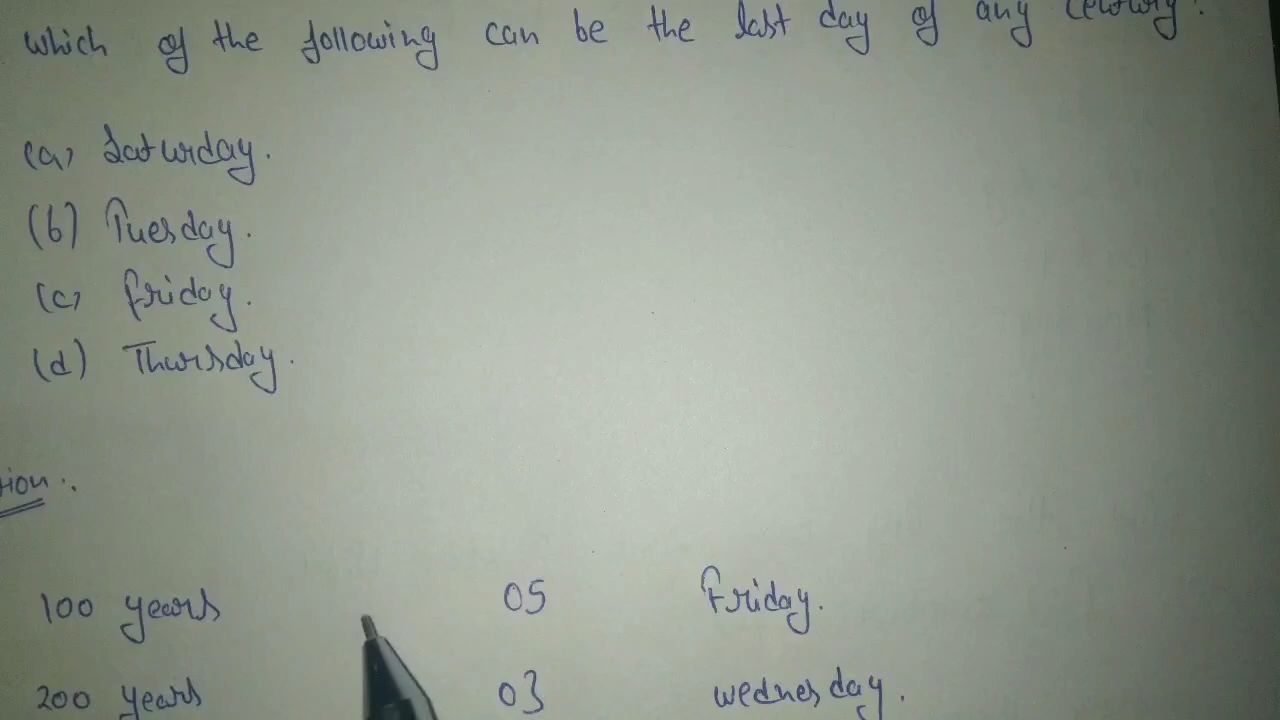 which of the following can be the last day of any century?
(a) Saturday.
(b) Tuesday.
(c) friday.
(d) Thursday.
tion :.
100 years 05 Friday.
200 years 03 wednesday.